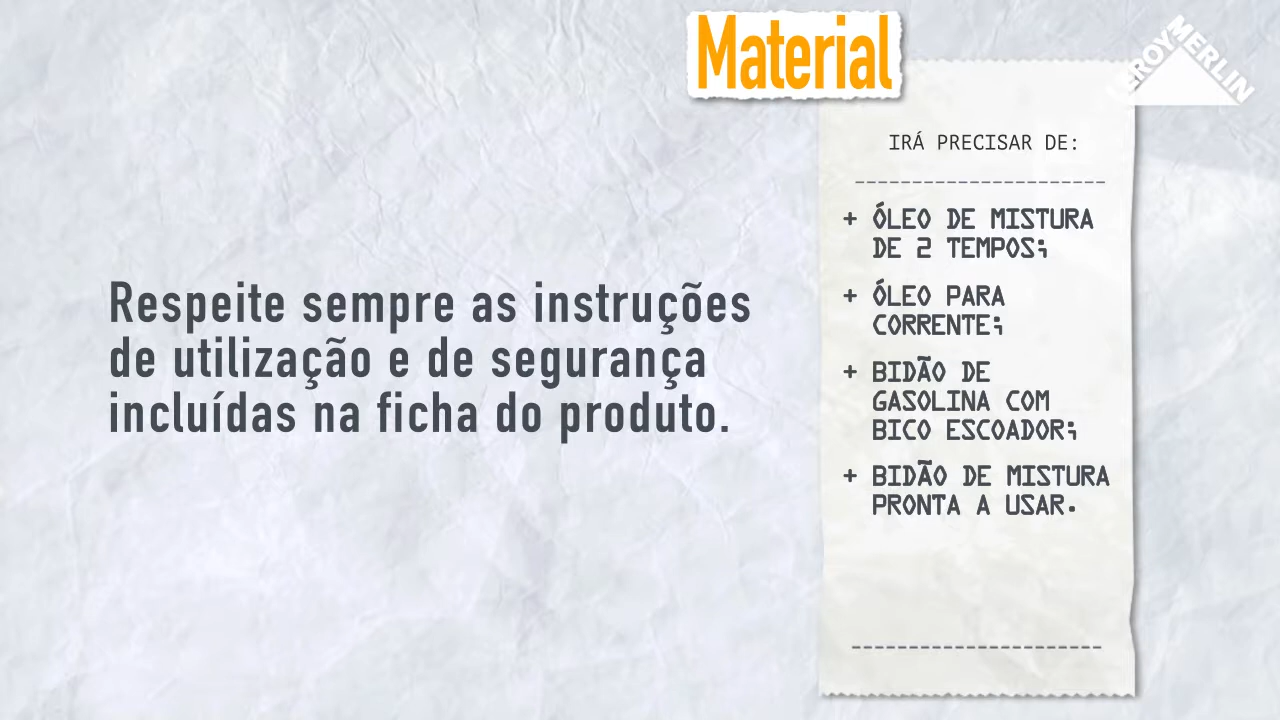 Material
LEROY MERLIN
IRÁ PRECISAR DE:
+ ÓLEO DE MISTURA
DE 2 TEMPOS;
+ ÓLEO PARA
CORRENTE;
+ BIDÃO DE
GASOLINA COM
BICO ESCOADOR;
+ BIDÃO DE MISTURA
PRONTA A USAR.
Respeite sempre as instruções
de utilização e de segurança
incluídas na ficha do produto.